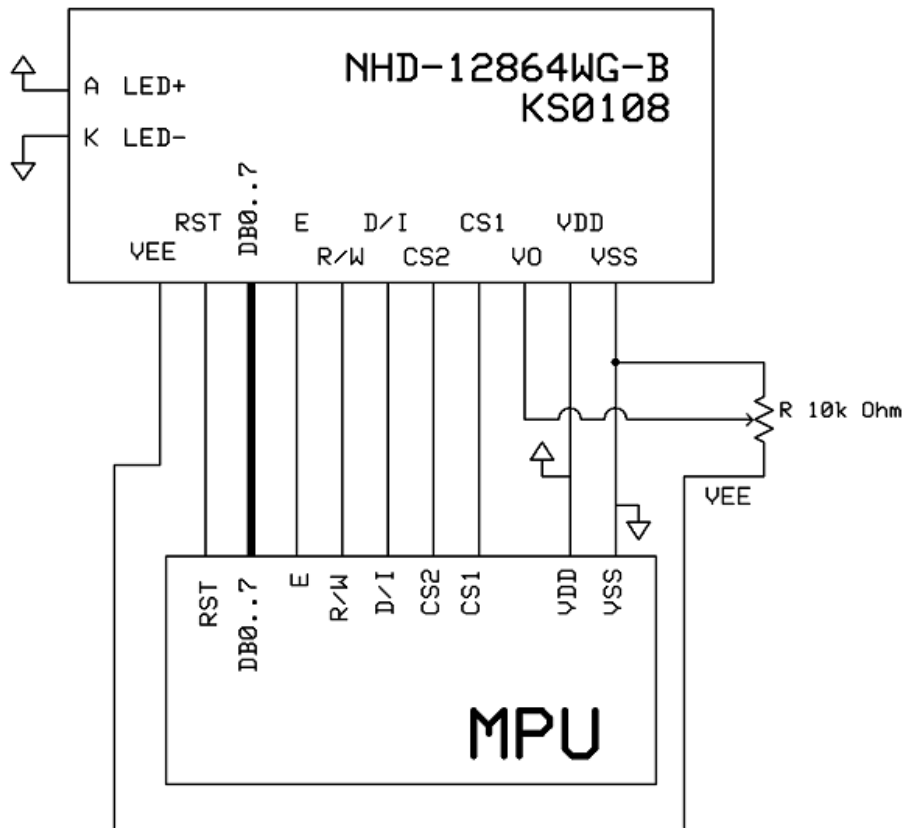 NHD-12864WG-B
KS0108
A LED+
K LED-
RST DB0..7 E D/I CS1 VDD
VEE R/W CS2 VO VSS
R 10k Ohm
VEE
RST DB0..7 E R/W D/I CS2 CS1 VDD VSS
MPU